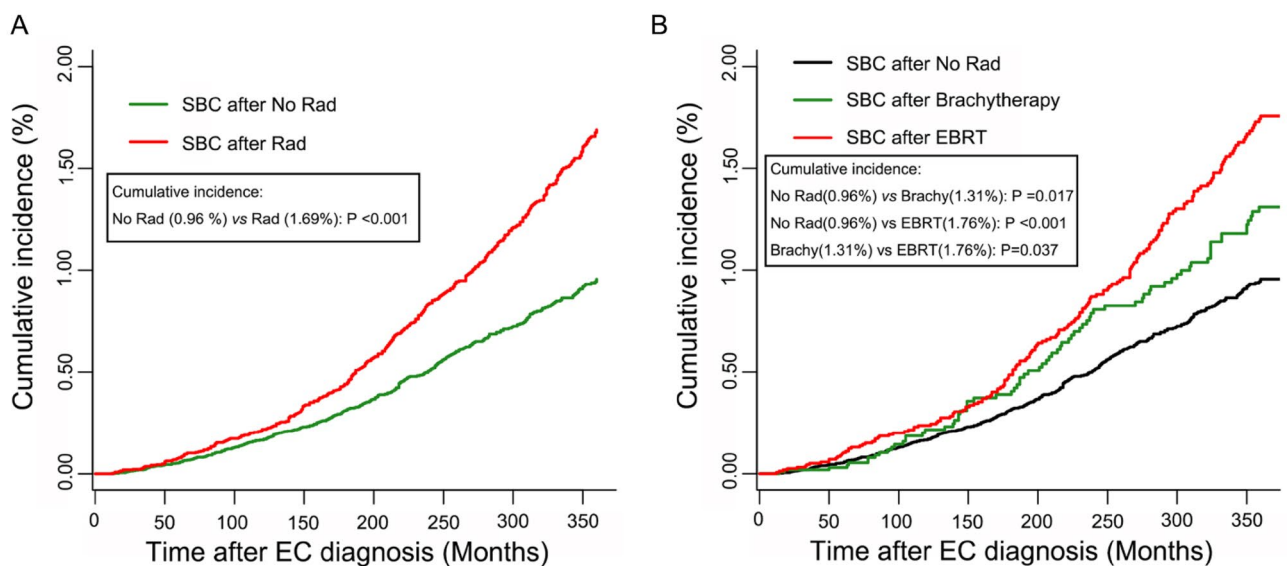 A
Cumulative incidence (%)
2.00
1.50
1.00
0.50
0.00
SBC after No Rad
SBC after Rad
Cumulative incidence:
No Rad (0.96 %) vs Rad (1.69%): P <0.001
0 50 100 150 200 250 300 350
Time after EC diagnosis (Months)
B
Cumulative incidence (%)
2.00
1.50
1.00
0.50
0.00
SBC after No Rad
SBC after Brachytherapy
SBC after EBRT
Cumulative incidence:
No Rad(0.96%) vs Brachy(1.31%): P =0.017
No Rad(0.96%) vs EBRT(1.76%): P <0.001
Brachy(1.31%) vs EBRT(1.76%): P=0.037
0 50 100 150 200 250 300 350
Time after EC diagnosis (Months)